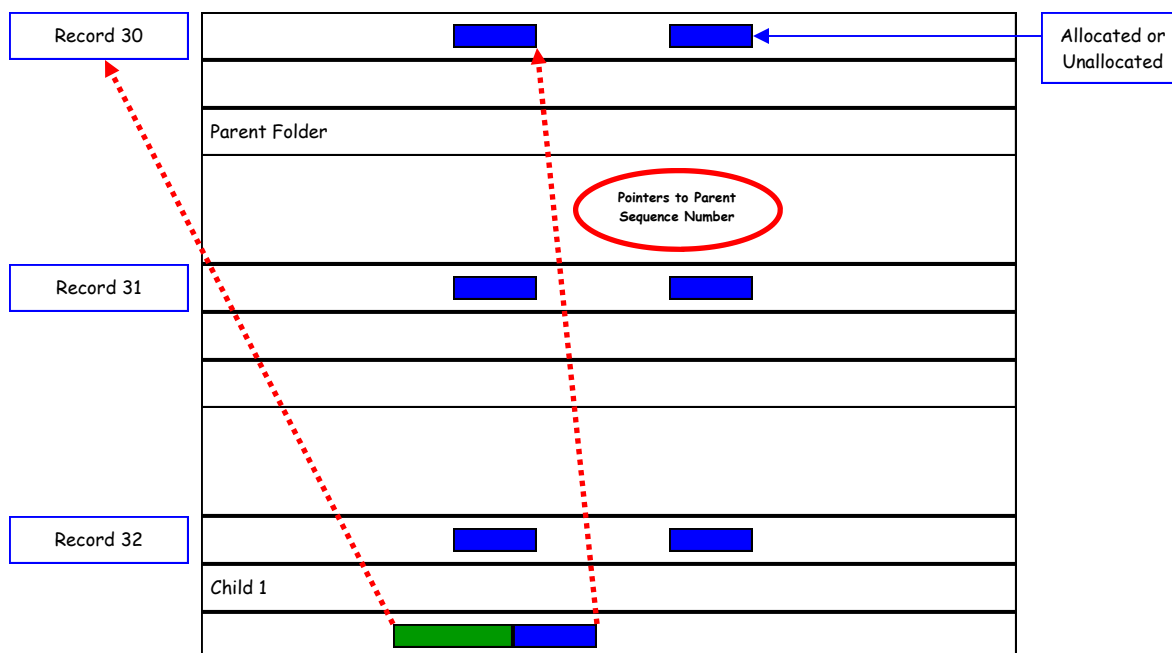 Record 30
Allocated or
Unallocated
Parent Folder
Pointers to Parent
Sequence Number
Record 31
Record 32
Child 1